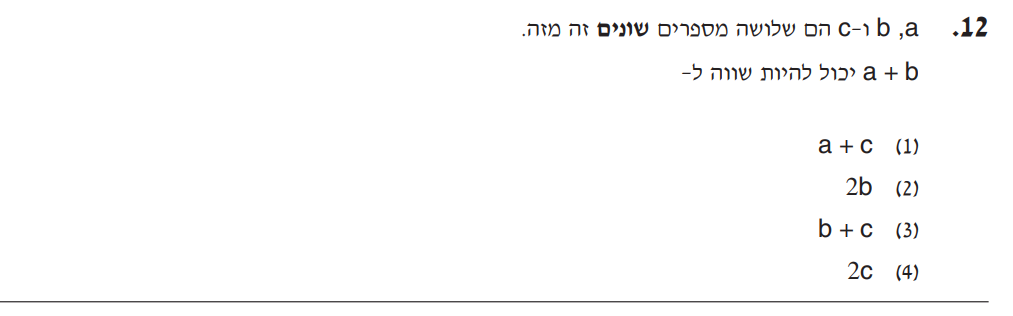 12. a, b ו-c הם שלושה מספרים שונים זה מזה.
a + b יכול להיות שווה ל-
(1) a + c
(2) 2b
(3) b + c
(4) 2c